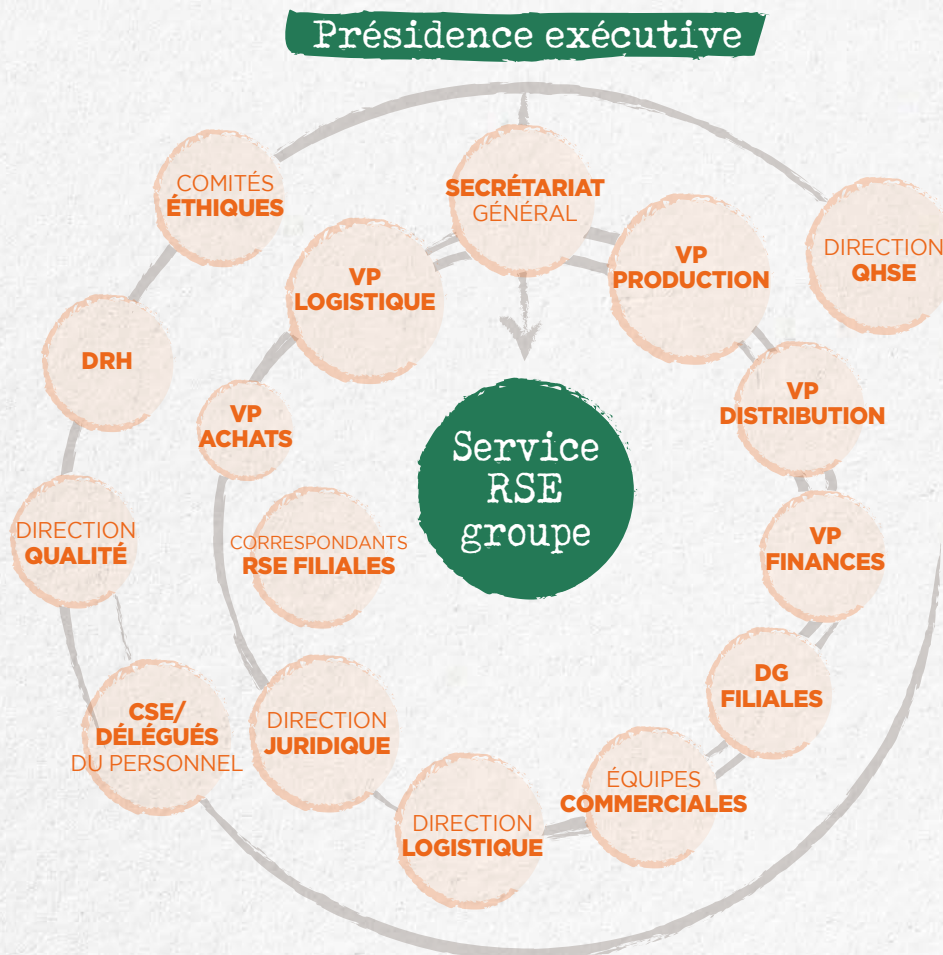 Présidence exécutive
COMITÉS
ÉTHIQUES
SECRÉTARIAT
GÉNÉRAL
DIRECTION
QHSE
VP
LOGISTIQUE
VP
PRODUCTION
DRH
VP
ACHATS
VP
DISTRIBUTION
Service
RSE
groupe
DIRECTION
QUALITÉ
CORRESPONDANTS
RSE FILIALES
VP
FINANCES
CSE/
DÉLÉGUÉS
DU PERSONNEL
DIRECTION
JURIDIQUE
DG
FILIALES
DIRECTION
LOGISTIQUE
ÉQUIPES
COMMERCIALES